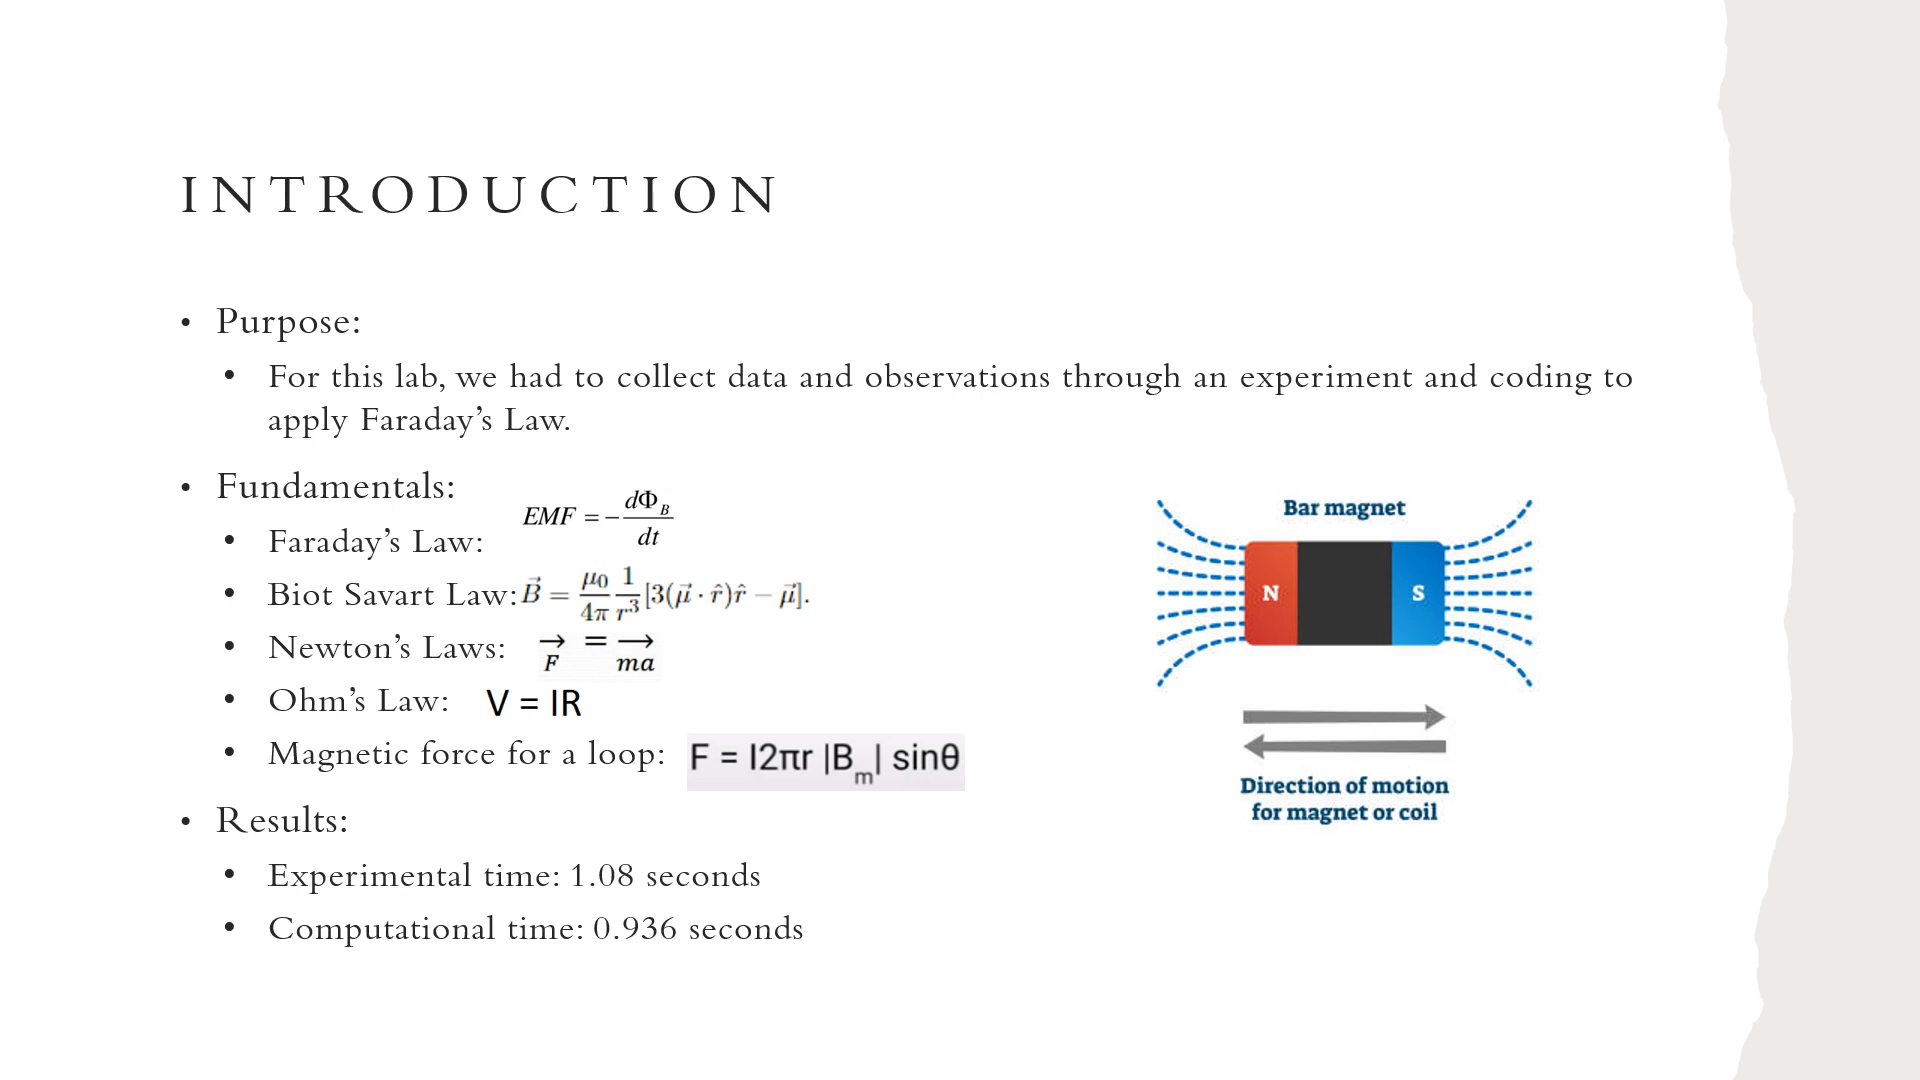 INTRODUCTION
• Purpose:
• For this lab, we had to collect data and observations through an experiment and coding to
apply Faraday’s Law.
• Fundamentals:
• Faraday’s Law: EMF = −dΦ_B/dt
• Biot Savart Law: B⃗ = μ₀/4π 1/r³ [3(μ⃗ · r̂)r̂ − μ⃗].
• Newton’s Laws: F⃗ = ma⃗
• Ohm’s Law: V = IR
• Magnetic force for a loop: F = I2πr |B_m| sinθ
• Results:
• Experimental time: 1.08 seconds
• Computational time: 0.936 seconds
Bar magnet
N S
Direction of motion
for magnet or coil